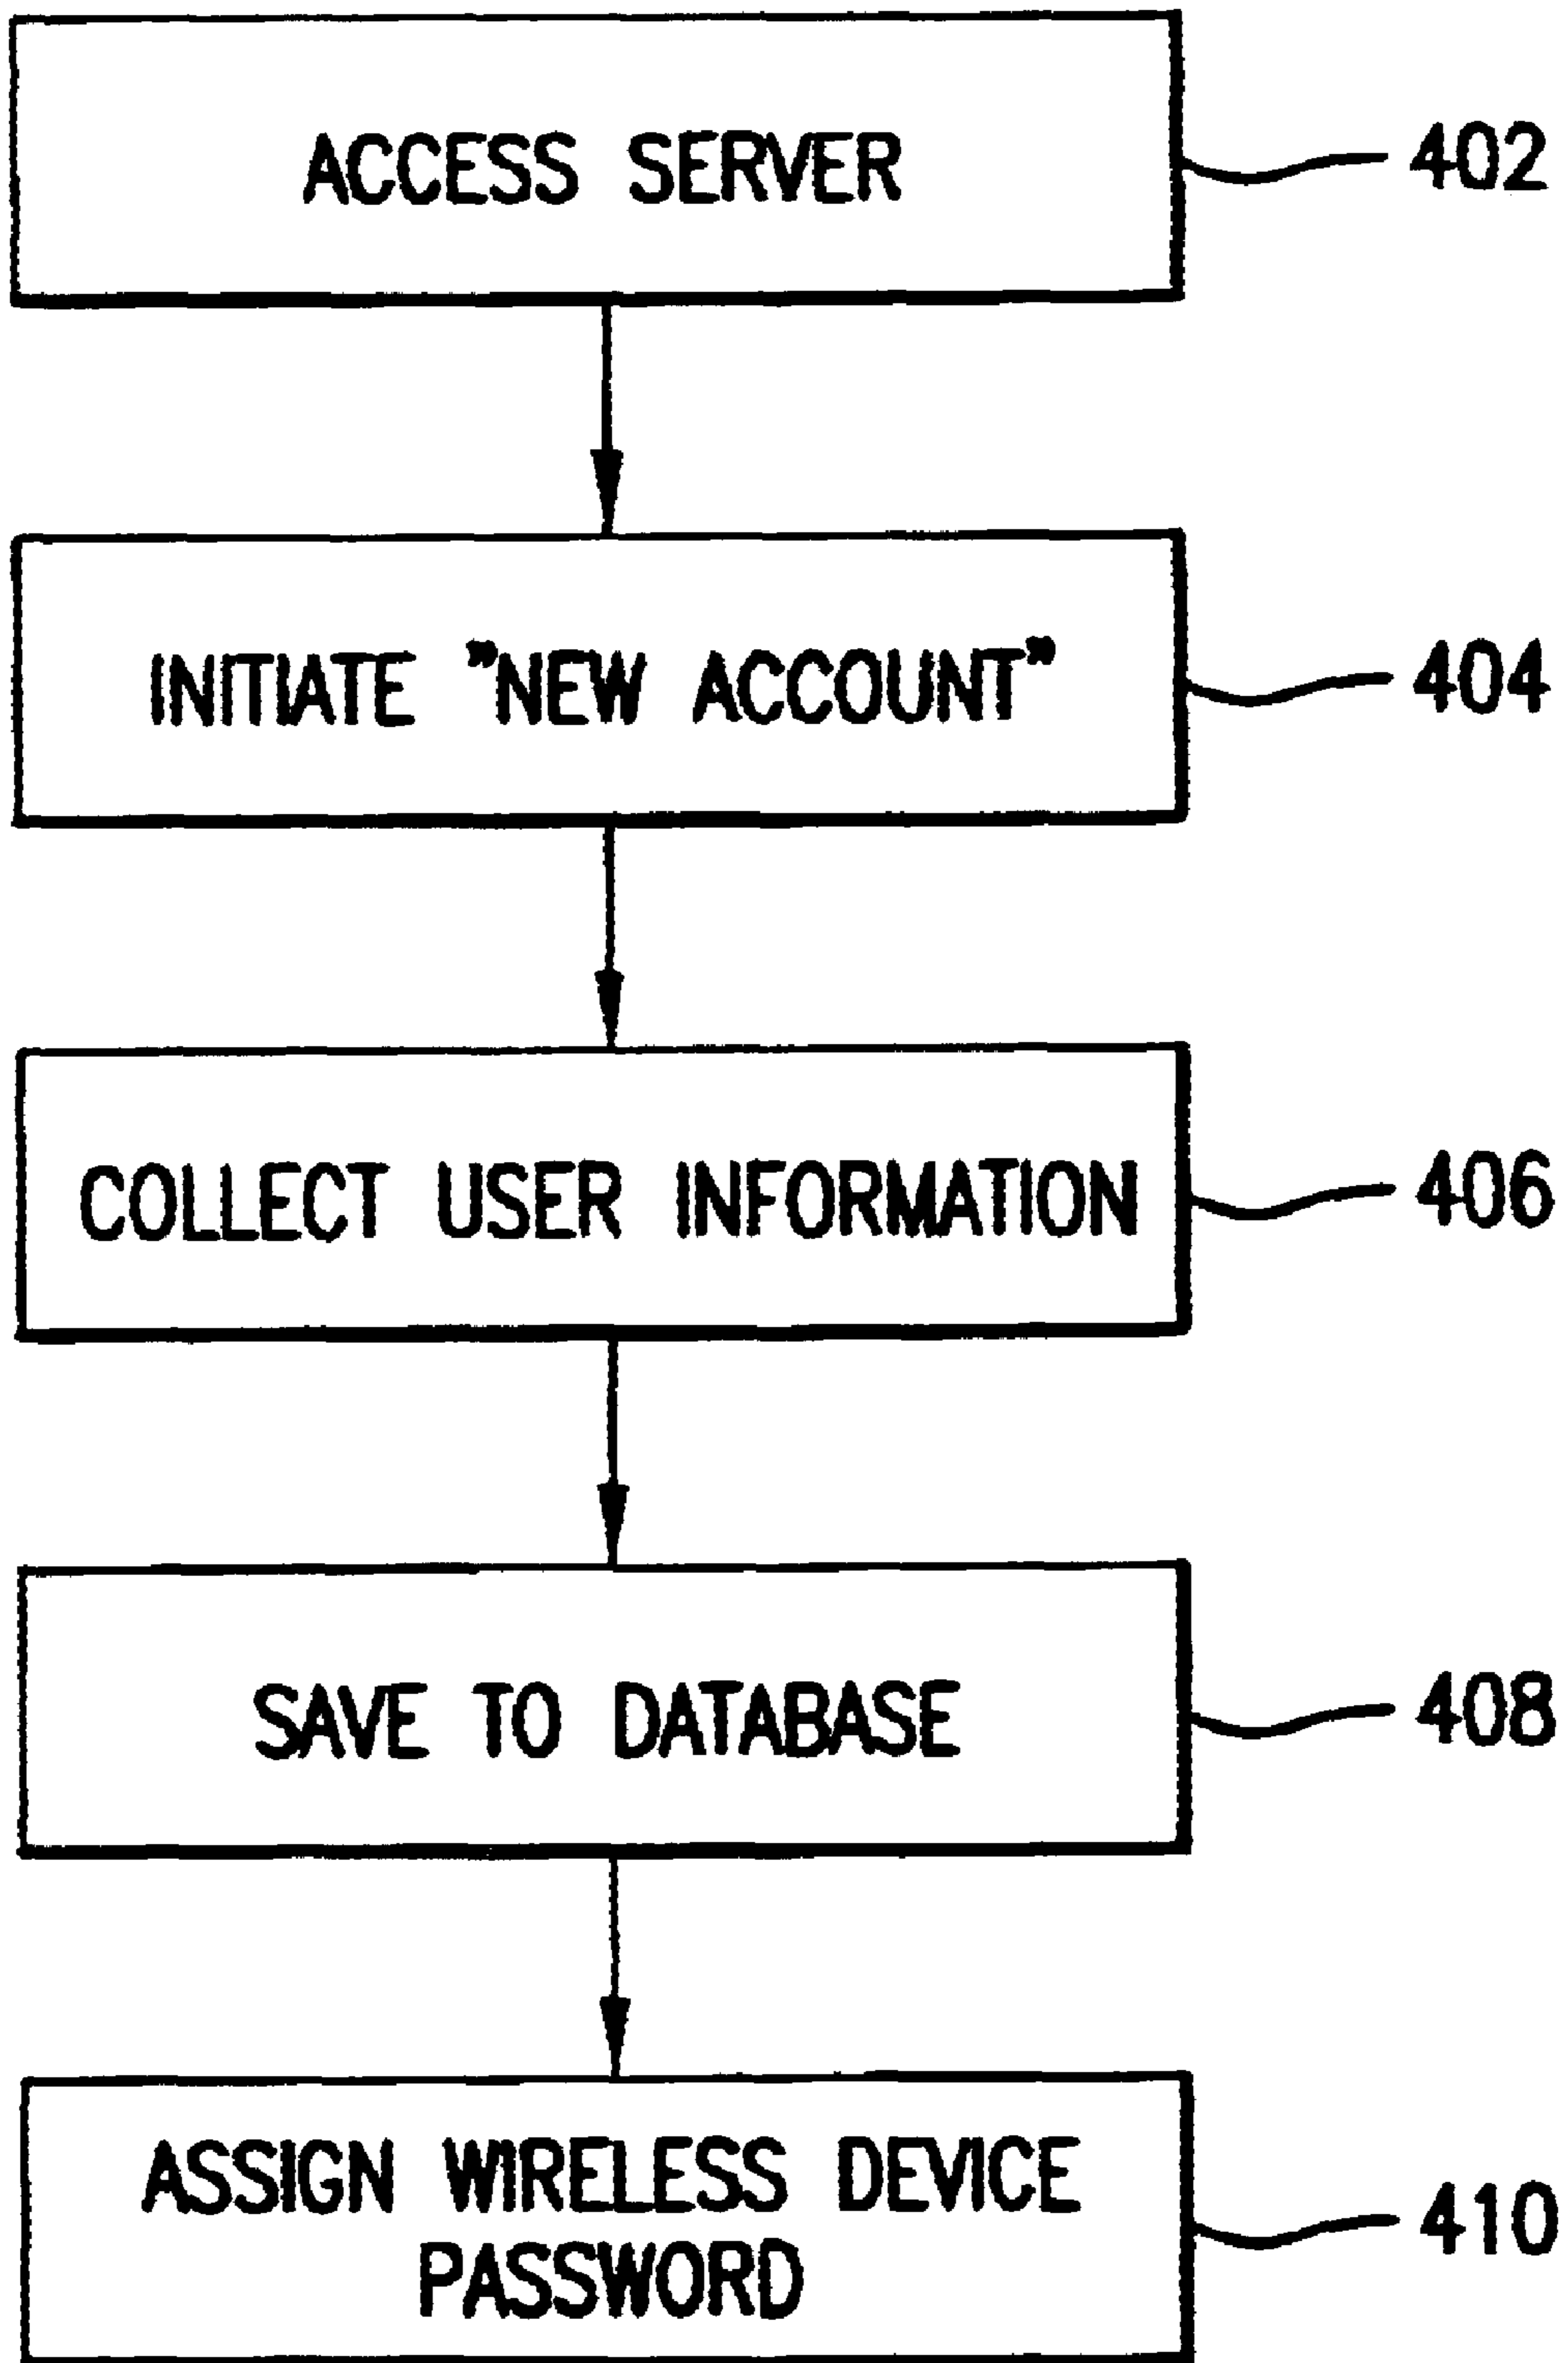 ACCESS SERVER 402
INITIATE "NEW ACCOUNT" 404
COLLECT USER INFORMATION 406
SAVE TO DATABASE 408
ASSIGN WIRELESS DEVICE
PASSWORD
410